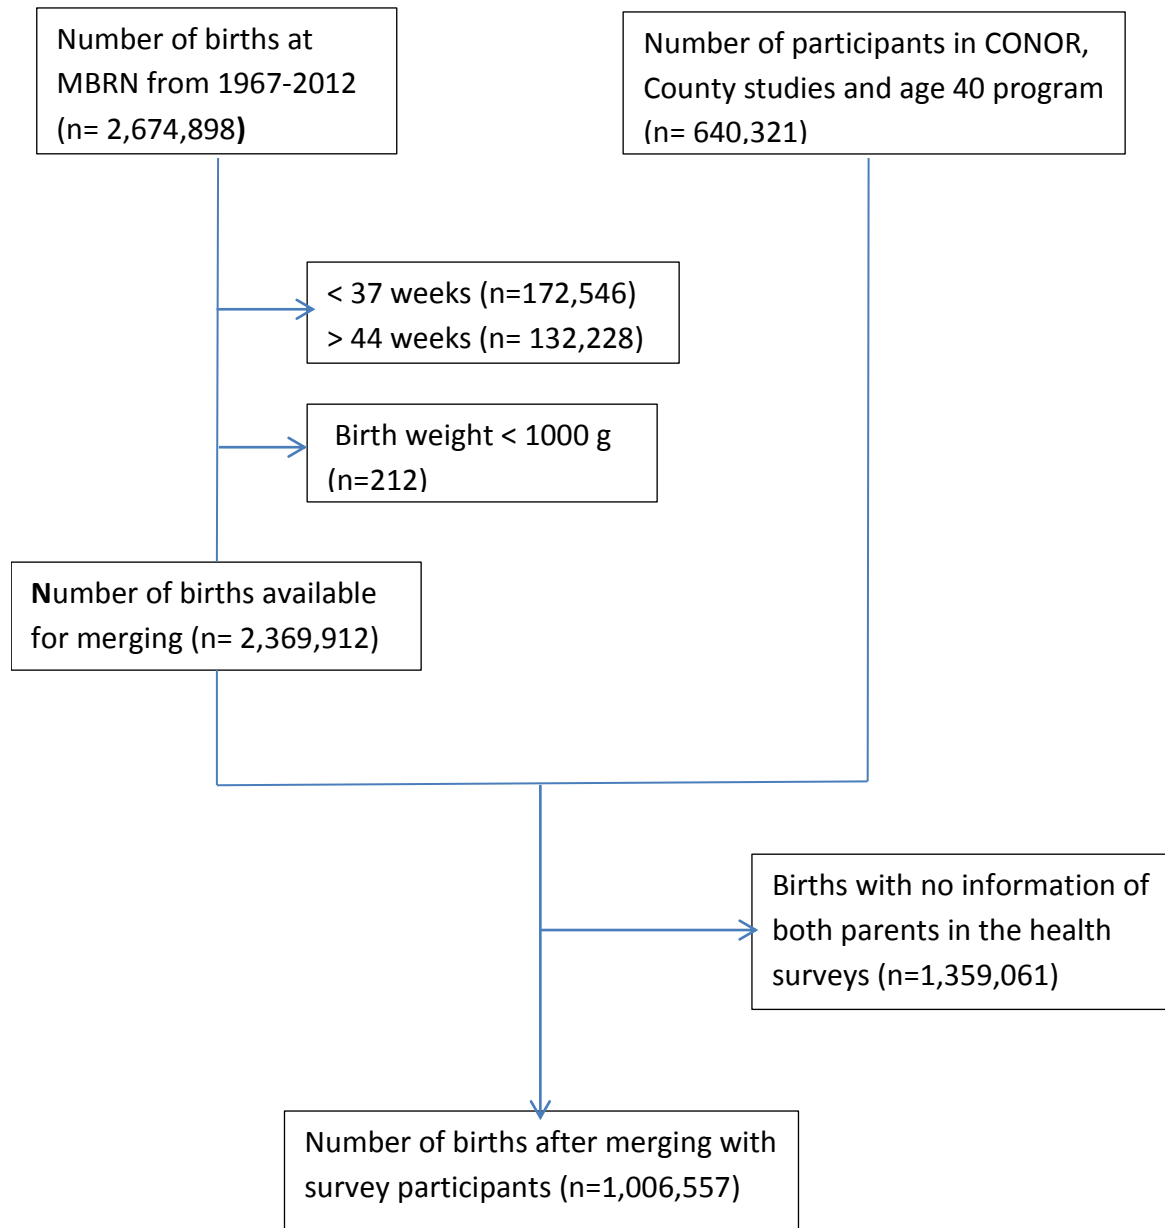 Number of births at
MBRN from 1967-2012
(n= 2,674,898)
Number of participants in CONOR,
County studies and age 40 program
(n= 640,321)
< 37 weeks (n=172,546)
> 44 weeks (n= 132,228)
Birth weight < 1000 g
(n=212)
Number of births available
for merging (n= 2,369,912)
Births with no information of
both parents in the health
surveys (n=1,359,061)
Number of births after merging with
survey participants (n=1,006,557)